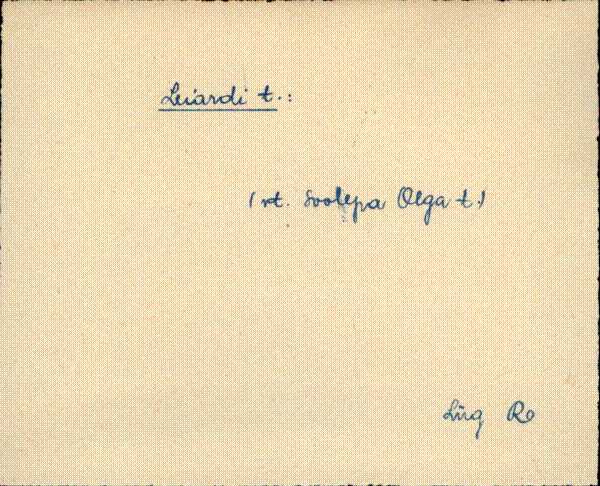 Leiardi t.:
(vt. Soolepa Olga t.)
Lüg Ro